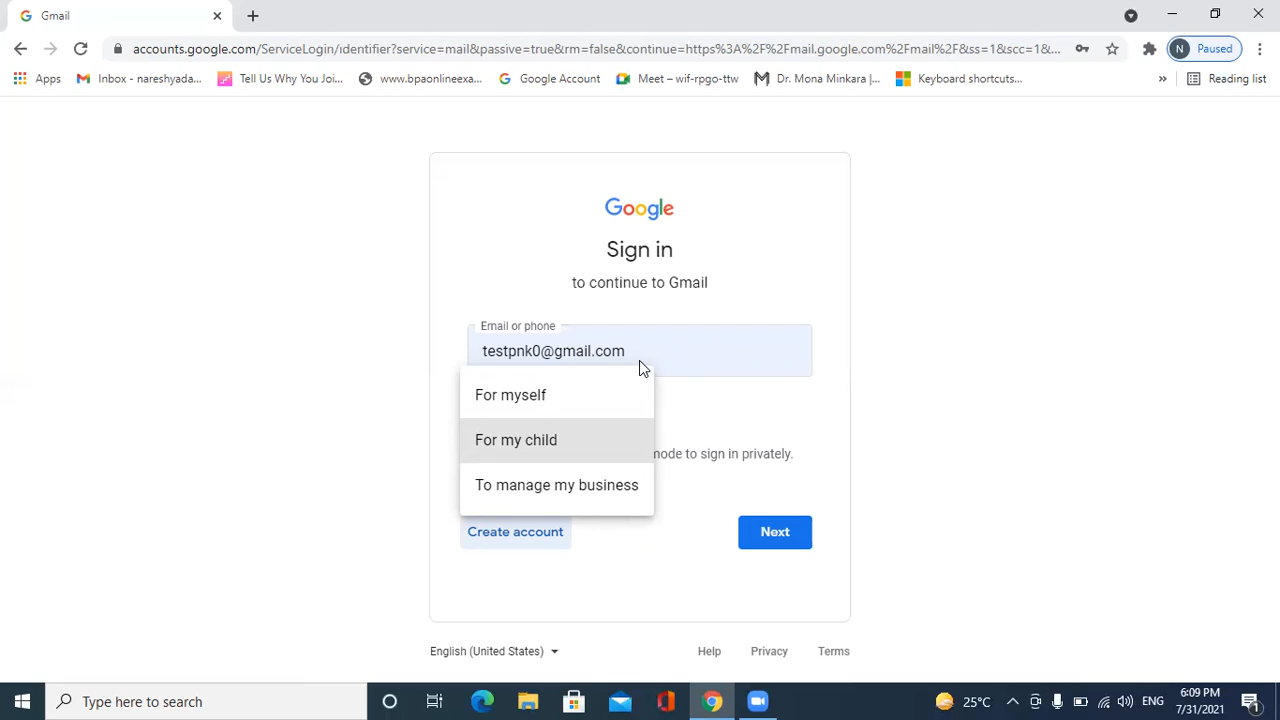 Gmail
accounts.google.com/ServiceLogin/identifier?service=mail&passive=true&rm=false&continue=https%3A%2F%2Fmail.google.com%2Fmail%2F&ss=1&scc=1&...
N Paused
Apps
Inbox - nareshyada...
Tell Us Why You Joi...
www.bpaonlineexa...
Google Account
Meet – wif-rpgo-ttw
Dr. Mona Minkara |...
Keyboard shortcuts...
»
Reading list
Google
Sign in
to continue to Gmail
Email or phone
testpnk0@gmail.com
For myself
For my child
mode to sign in privately.
To manage my business
Create account
Next
English (United States)
Help
Privacy
Terms
Type here to search
25°C
ENG
6:09 PM
7/31/2021
1